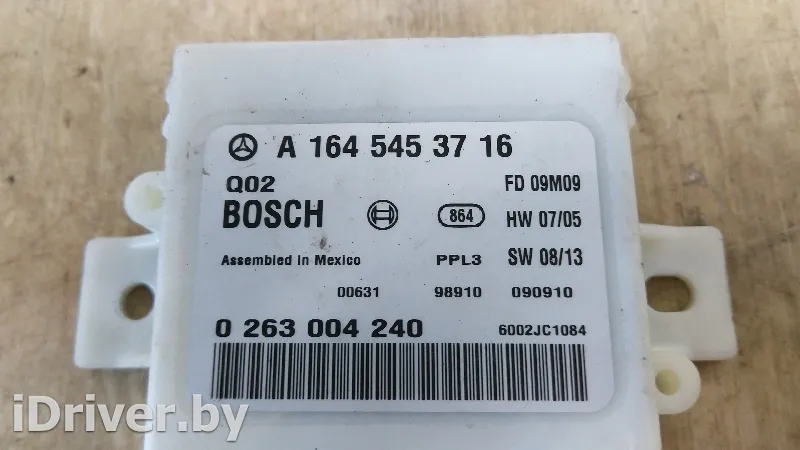 A 164 545 37 16
Q02 FD 09M09
BOSCH 864 HW 07/05
Assembled in Mexico PPL3 SW 08/13
00631 98910 090910
0 263 004 240 6002JC1084
iDriver.by